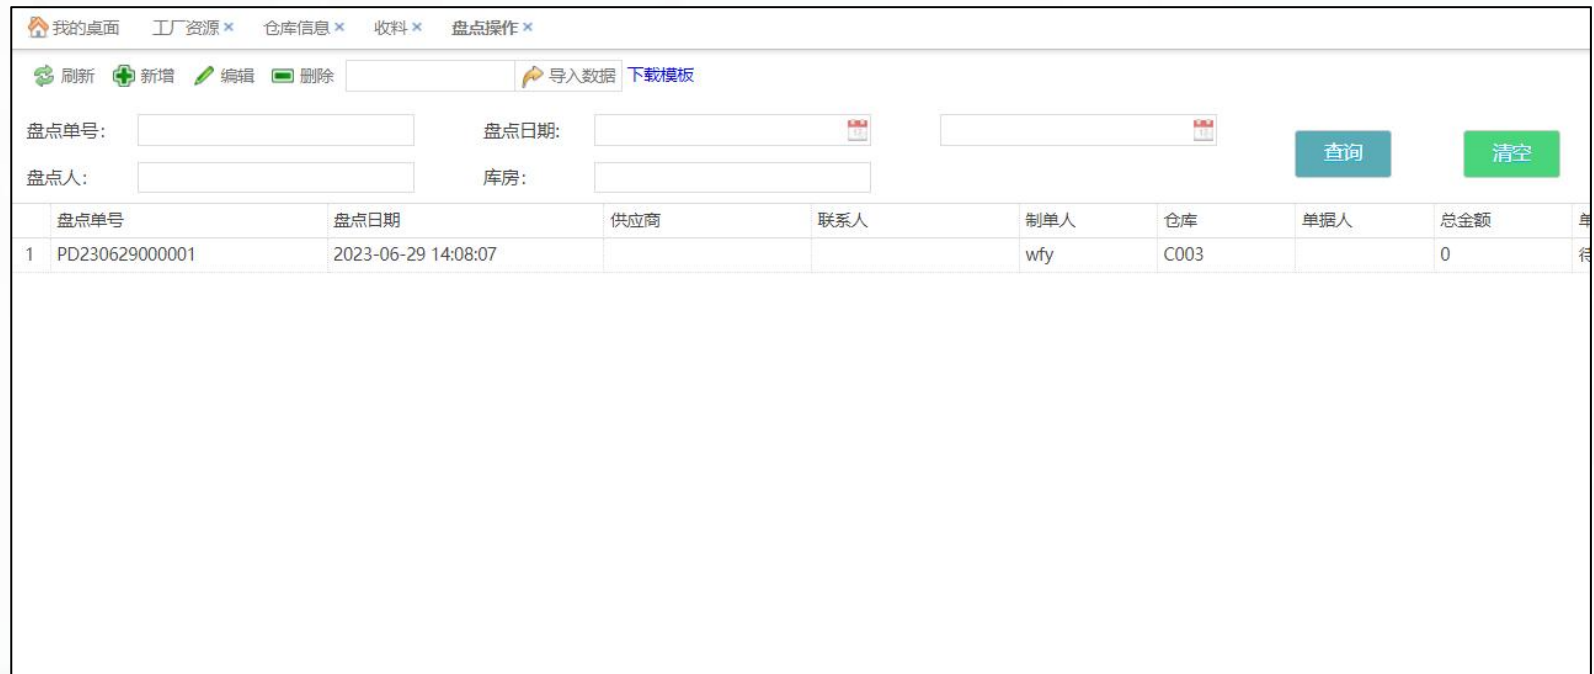 我的桌面 工厂资源 × 仓库信息 × 收料 × 盘点操作 ×
刷新 新增 编辑 删除 导入数据 下载模板
盘点单号: 盘点日期:
查询 清空
盘点人: 库房:
盘点单号 盘点日期 供应商 联系人 制单人 仓库 单据人 总金额 单
1 PD230629000001 2023-06-29 14:08:07 wfy C003 0 待